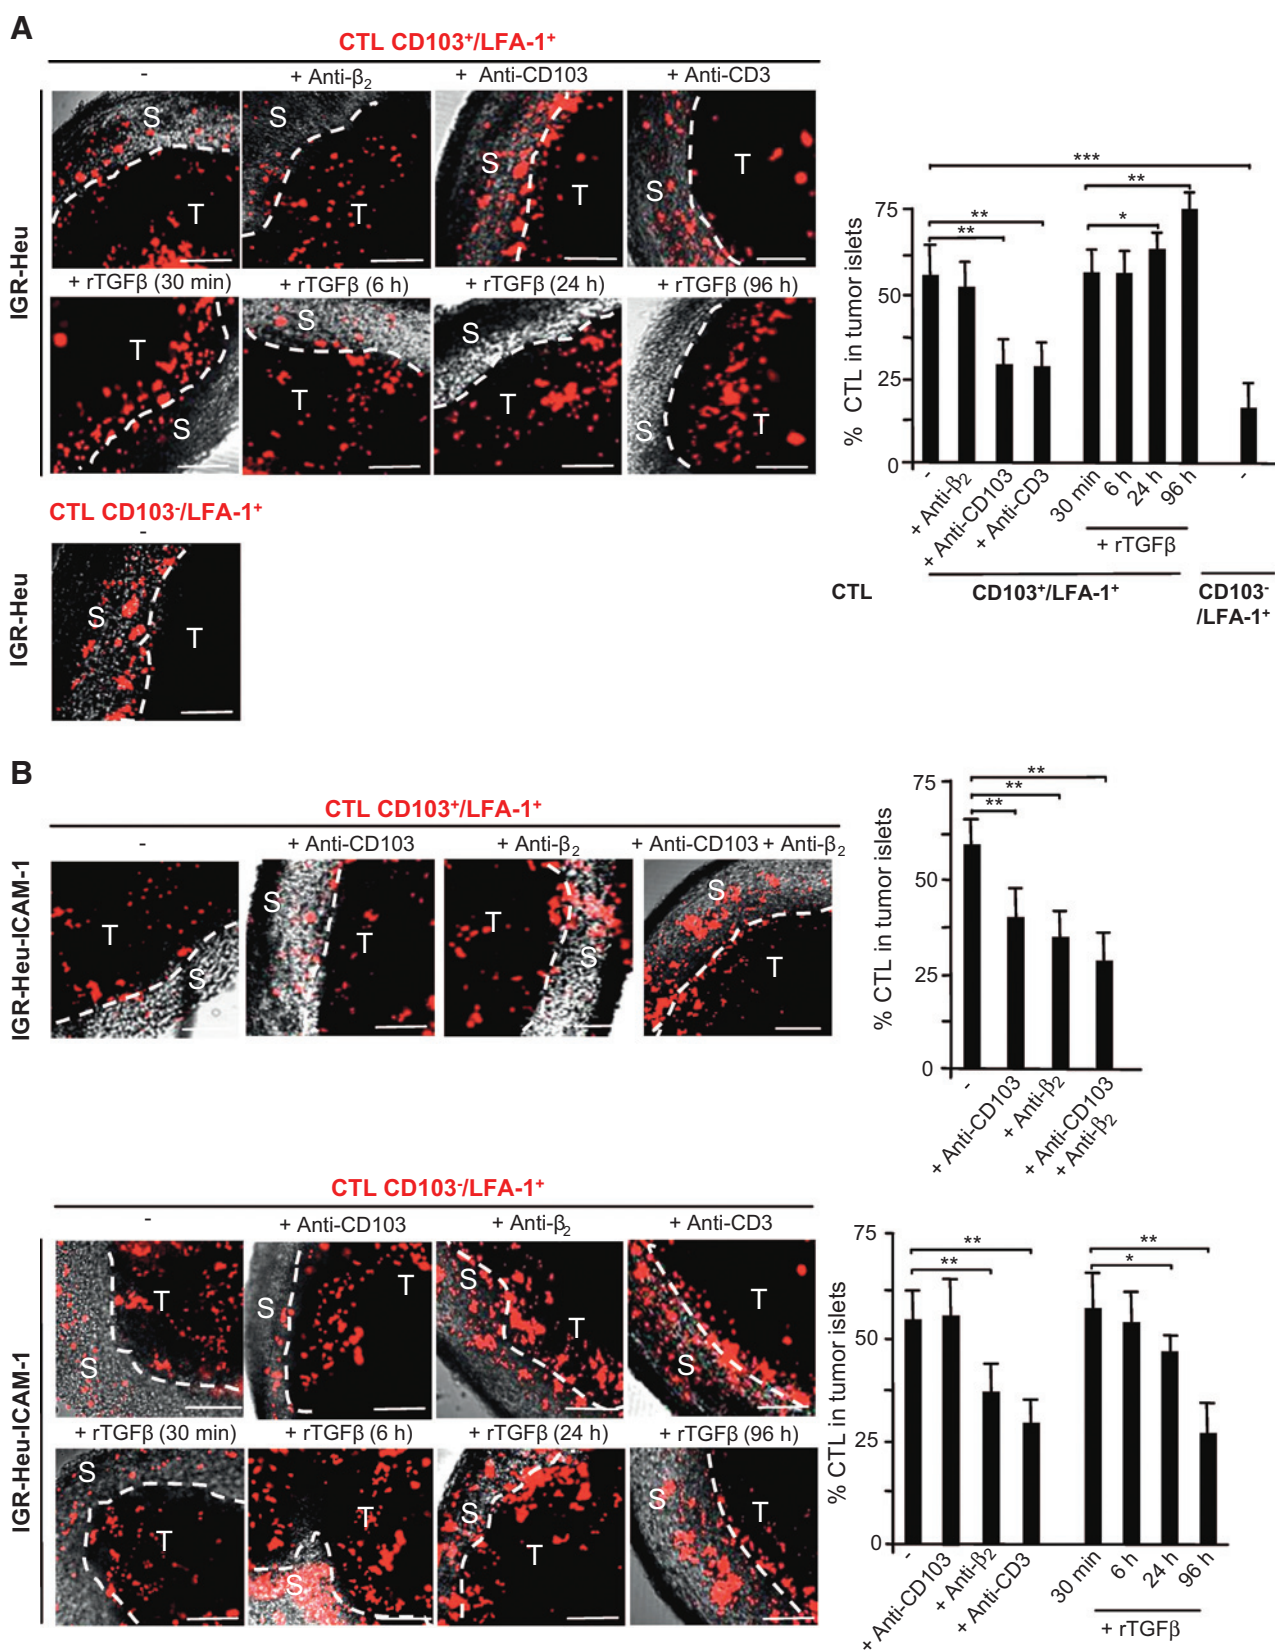 A
CTL CD103⁺/LFA-1⁺
- + Anti-β₂ + Anti-CD103 + Anti-CD3
IGR-Heu
S S S S
T T T T
+ rTGFβ (30 min) + rTGFβ (6 h) + rTGFβ (24 h) + rTGFβ (96 h)
T S S T
S T T S
CTL CD103⁻/LFA-1⁺
-
IGR-Heu
S T
% CTL in tumor islets
75
50
25
0
***
** **
** *
- + Anti-β₂ + Anti-CD103 + Anti-CD3 30 min 6 h 24 h 96 h -
+ rTGFβ
CTL CD103⁺/LFA-1⁺ CD103⁻
/LFA-1⁺
B
CTL CD103⁺/LFA-1⁺
- + Anti-CD103 + Anti-β₂ + Anti-CD103 + Anti-β₂
IGR-Heu-ICAM-1
T S T S
S T S T
% CTL in tumor islets
75
50
25
0
**
**
**
- + Anti-CD103 + Anti-β₂ + Anti-CD103
+ Anti-β₂
CTL CD103⁻/LFA-1⁺
- + Anti-CD103 + Anti-β₂ + Anti-CD3
IGR-Heu-ICAM-1
T S S T
S T T S
+ rTGFβ (30 min) + rTGFβ (6 h) + rTGFβ (24 h) + rTGFβ (96 h)
S T S S
T S T T
% CTL in tumor islets
75
50
25
0
** **
** *
- + Anti-CD103 + Anti-β₂ + Anti-CD3 30 min 6 h 24 h 96 h
+ rTGFβ